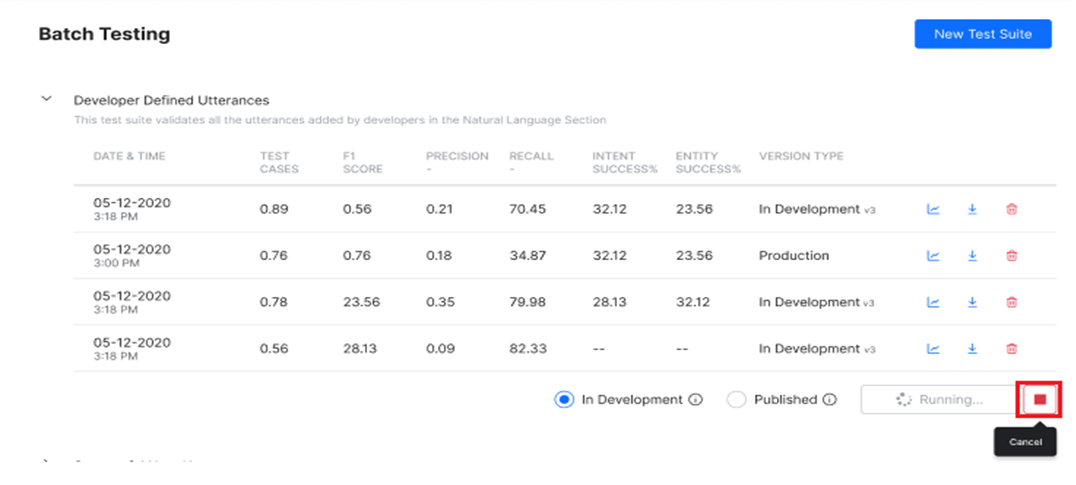 Batch Testing
New Test Suite
Developer Defined Utterances
This test suite validates all the utterances added by developers in the Natural Language Section
DATE & TIME TEST CASES F1 SCORE PRECISION - RECALL - INTENT SUCCESS% ENTITY SUCCESS% VERSION TYPE
05-12-2020 0.89 0.56 0.21 70.45 32.12 23.56 In Development v3
3:18 PM
05-12-2020 0.76 0.76 0.18 34.87 32.12 23.56 Production
3:00 PM
05-12-2020 0.78 23.56 0.35 79.98 28.13 32.12 In Development v3
3:18 PM
05-12-2020 0.56 28.13 0.09 82.33 -- -- In Development v3
3:18 PM
In Development Published Running...
Cancel